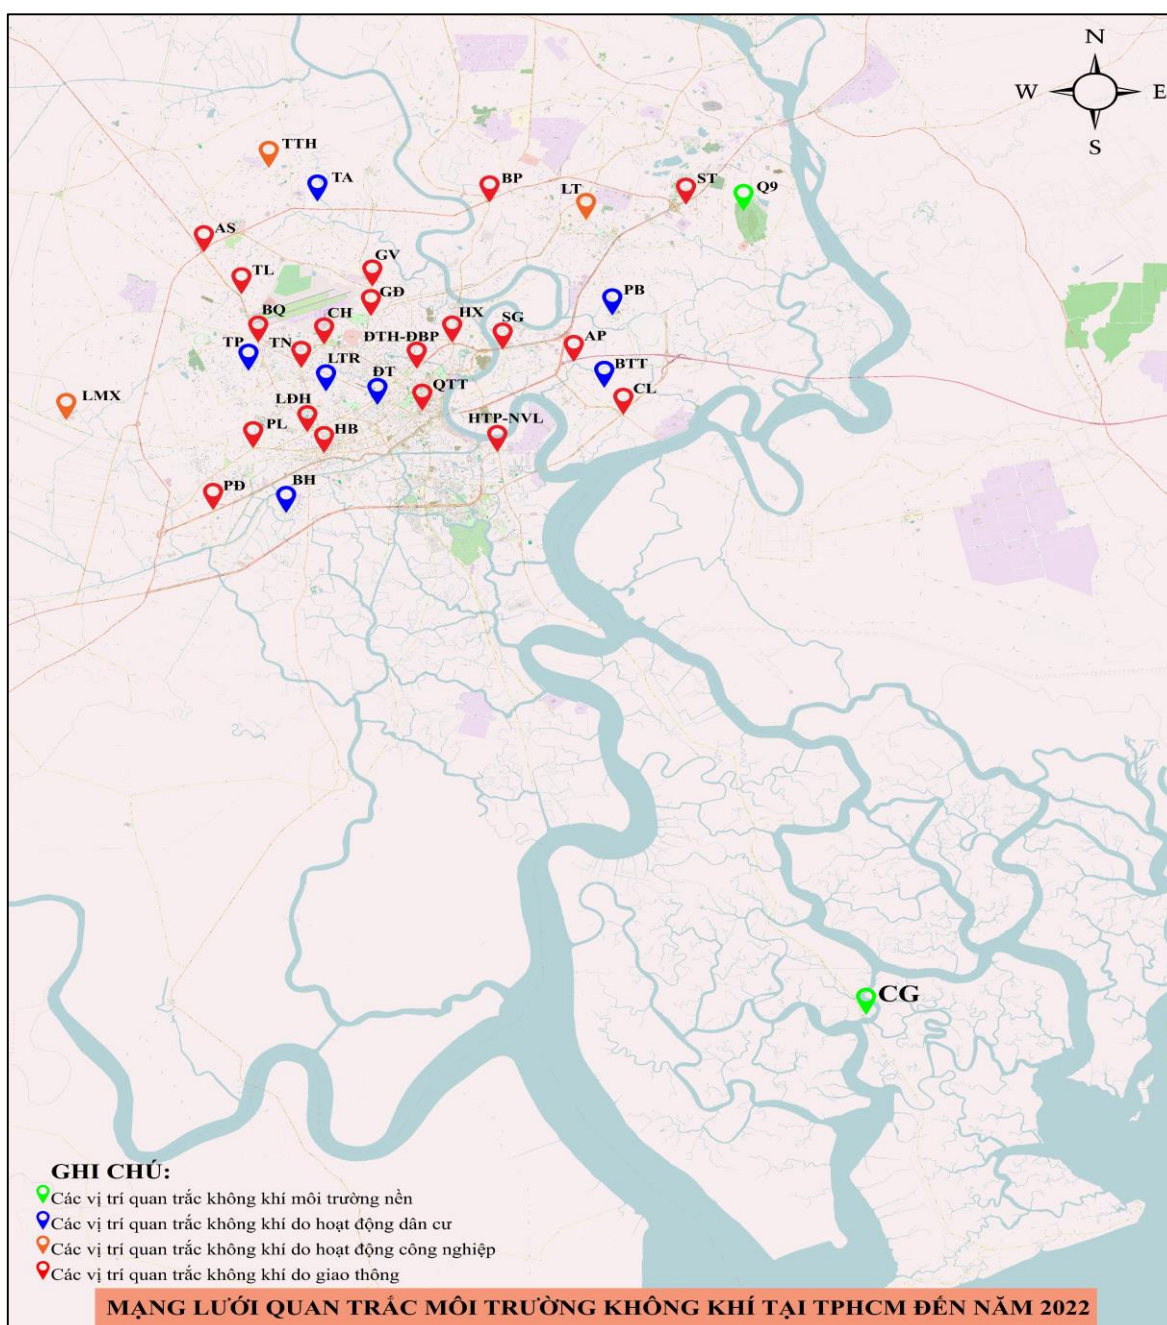 N
W E
S
TTH
TA
BP
LT
ST
Q9
AS
TL
GV
GĐ
PB
BQ
CH
HX
SG
TP
TN
ĐTH-ĐBP
AP
LTR
ĐT
BTT
LMX
QTT
CL
LĐH
PL
HB
HTP-NVL
PĐ
BH
CG
GHI CHÚ:
Các vị trí quan trắc không khí môi trường nền
Các vị trí quan trắc không khí do hoạt động dân cư
Các vị trí quan trắc không khí do hoạt động công nghiệp
Các vị trí quan trắc không khí do giao thông
MẠNG LƯỚI QUAN TRẮC MÔI TRƯỜNG KHÔNG KHÍ TẠI TPHCM ĐẾN NĂM 2022